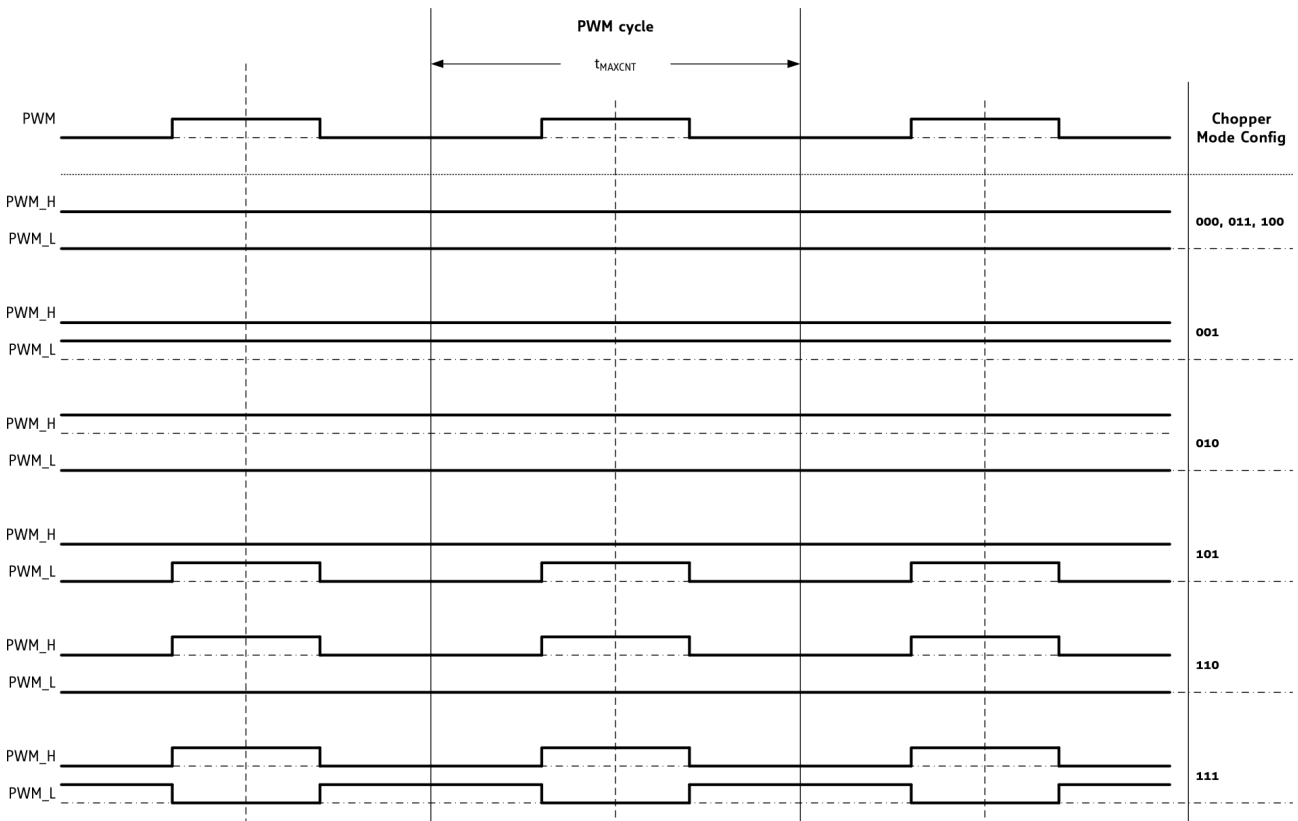 PWM cycle
tMAXCNT
PWM
Chopper
Mode Config
PWM_H
000, 011, 100
PWM_L
PWM_H
001
PWM_L
PWM_H
010
PWM_L
PWM_H
101
PWM_L
PWM_H
110
PWM_L
PWM_H
111
PWM_L